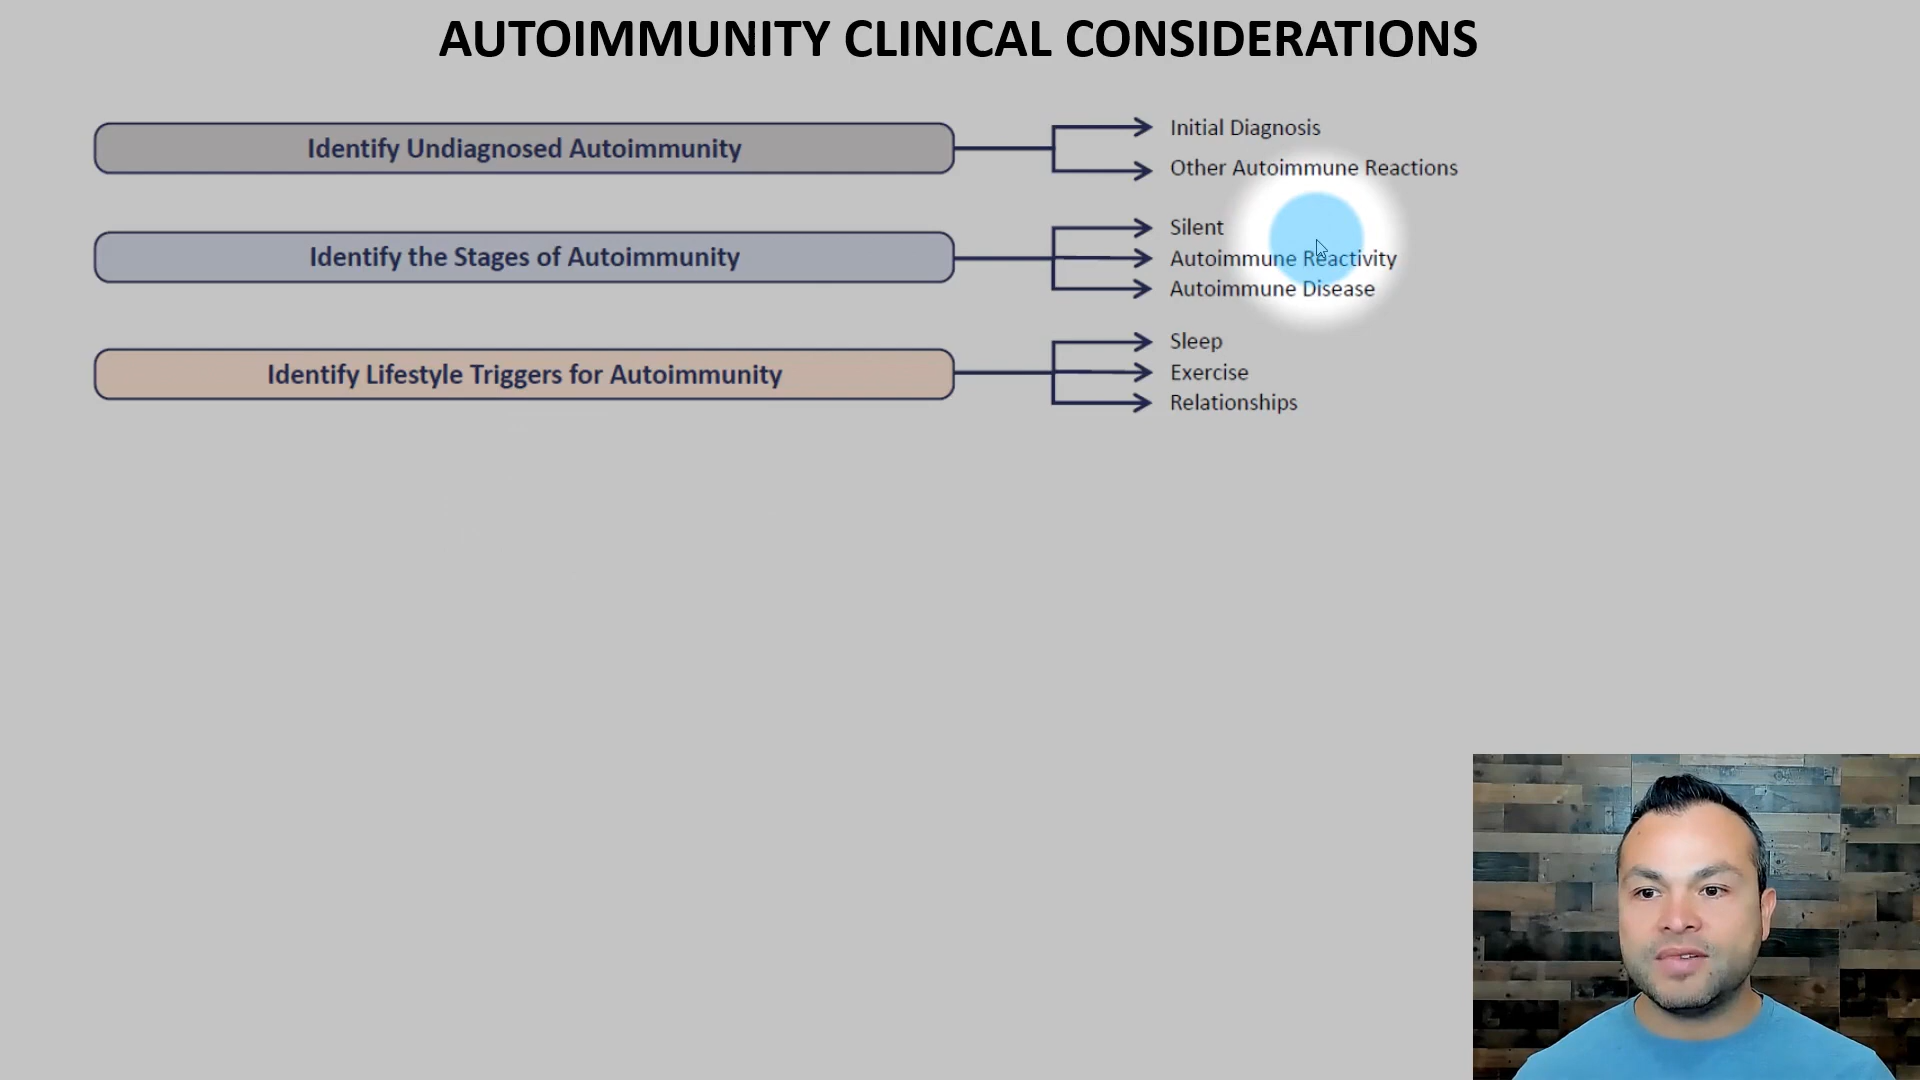 AUTOIMMUNITY CLINICAL CONSIDERATIONS
Identify Undiagnosed Autoimmunity
Initial Diagnosis
Other Autoimmune Reactions
Identify the Stages of Autoimmunity
Silent
Autoimmune Reactivity
Autoimmune Disease
Identify Lifestyle Triggers for Autoimmunity
Sleep
Exercise
Relationships